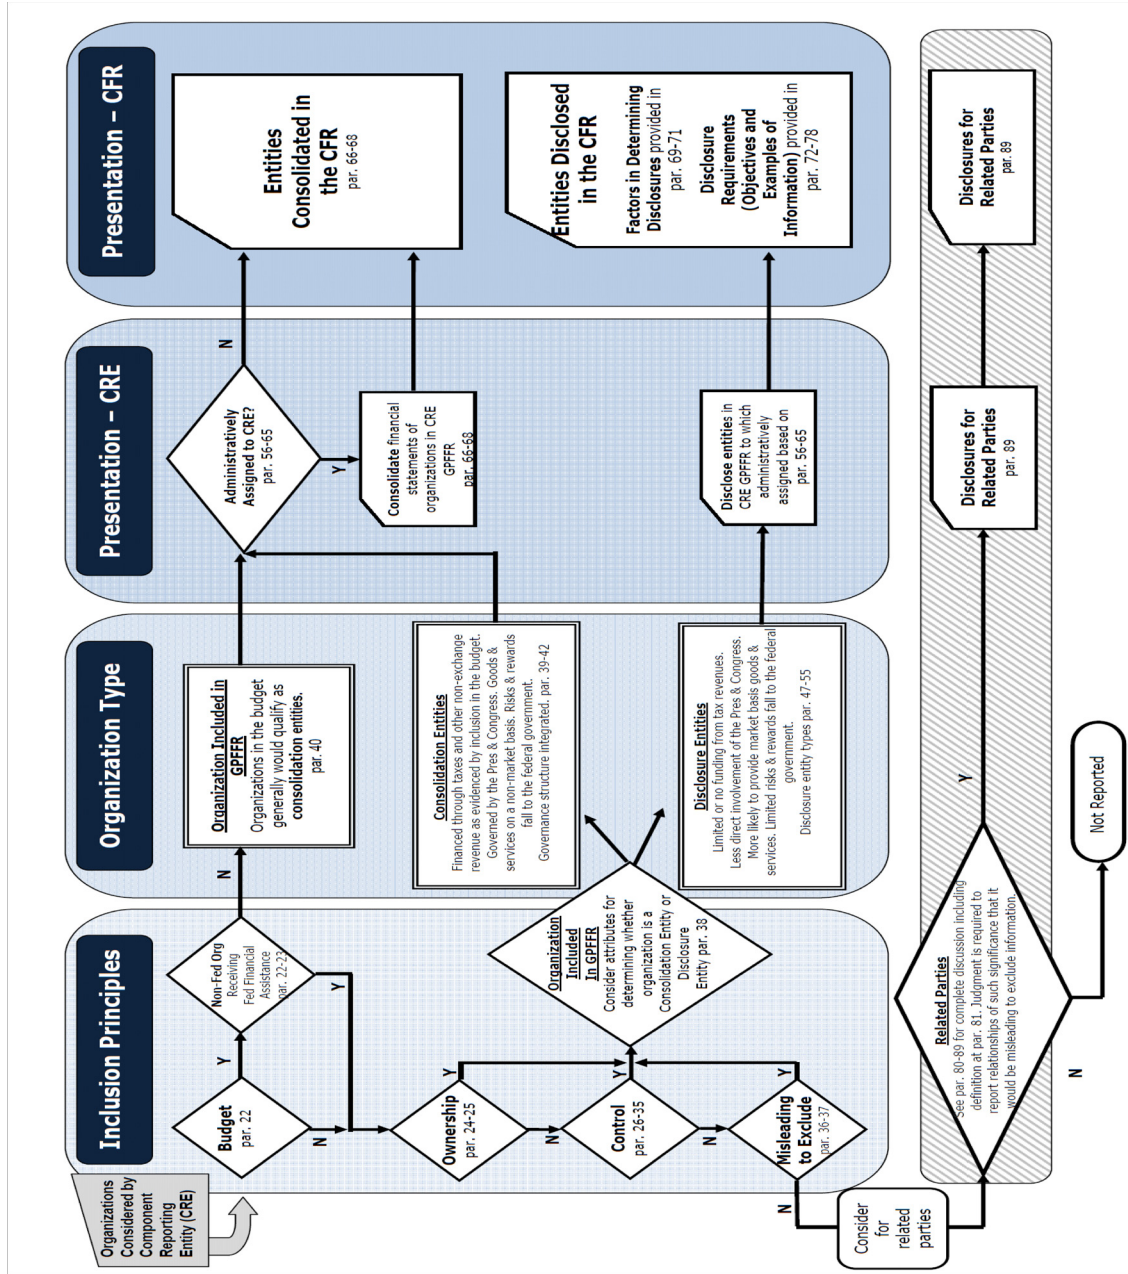 Organizations
Considered by
Component
Reporting
Entity (CRE)
Inclusion Principles
Budget
par. 22
Y
N
Non-Fed Org
Receiving
Fed Financial
Assistance
par. 22-23
N
Y
Ownership
par. 24-25
Y
N
Control
par. 26-35
Y
N
Misleading
to Exclude
par. 36-37
Y
N
Organization
Included
In GPFFR
Consider attributes for
determining whether
organization is a
Consolidation Entity or
Disclosure
Entity par. 38
Organization Type
Organization Included in
GPFFR
Organizations in the budget
generally would qualify as
consolidation entities.
par. 40
Consolidation Entities
Financed through taxes and other non-exchange
revenue as evidenced by inclusion in the budget.
Governed by the Pres & Congress. Goods &
services on a non-market basis. Risks & rewards
fall to the federal government.
Governance structure integrated. par. 39-42
Disclosure Entities
Limited or no funding from tax revenues.
Less direct involvement of the Pres & Congress.
More likely to provide market basis goods &
services. Limited risks & rewards fall to the federal
government.
Disclosure entity types par. 47-55
Presentation – CRE
Administratively
Assigned to CRE?
par. 56-65
N
Y
Consolidate financial
statements of
organizations in CRE
GPFFR
par. 66-68
Disclose entities in
CRE GPFFR to which
administratively
assigned based on
par. 56-65
Presentation – CFR
Entities
Consolidated in
the CFR
par. 66-68
Entities Disclosed
in the CFR
Factors in Determining
Disclosures provided in
par. 69-71
Disclosure
Requirements
(Objectives and
Examples of
Information) provided in
par. 72-78
Consider
for
related
parties
Related Parties
See par. 80-89 for complete discussion including
definition at par. 81. Judgment is required to
report relationships of such significance that it
would be misleading to exclude information.
Y
N
Not Reported
Disclosures for
Related Parties
par. 89
Disclosures for
Related Parties
par. 89